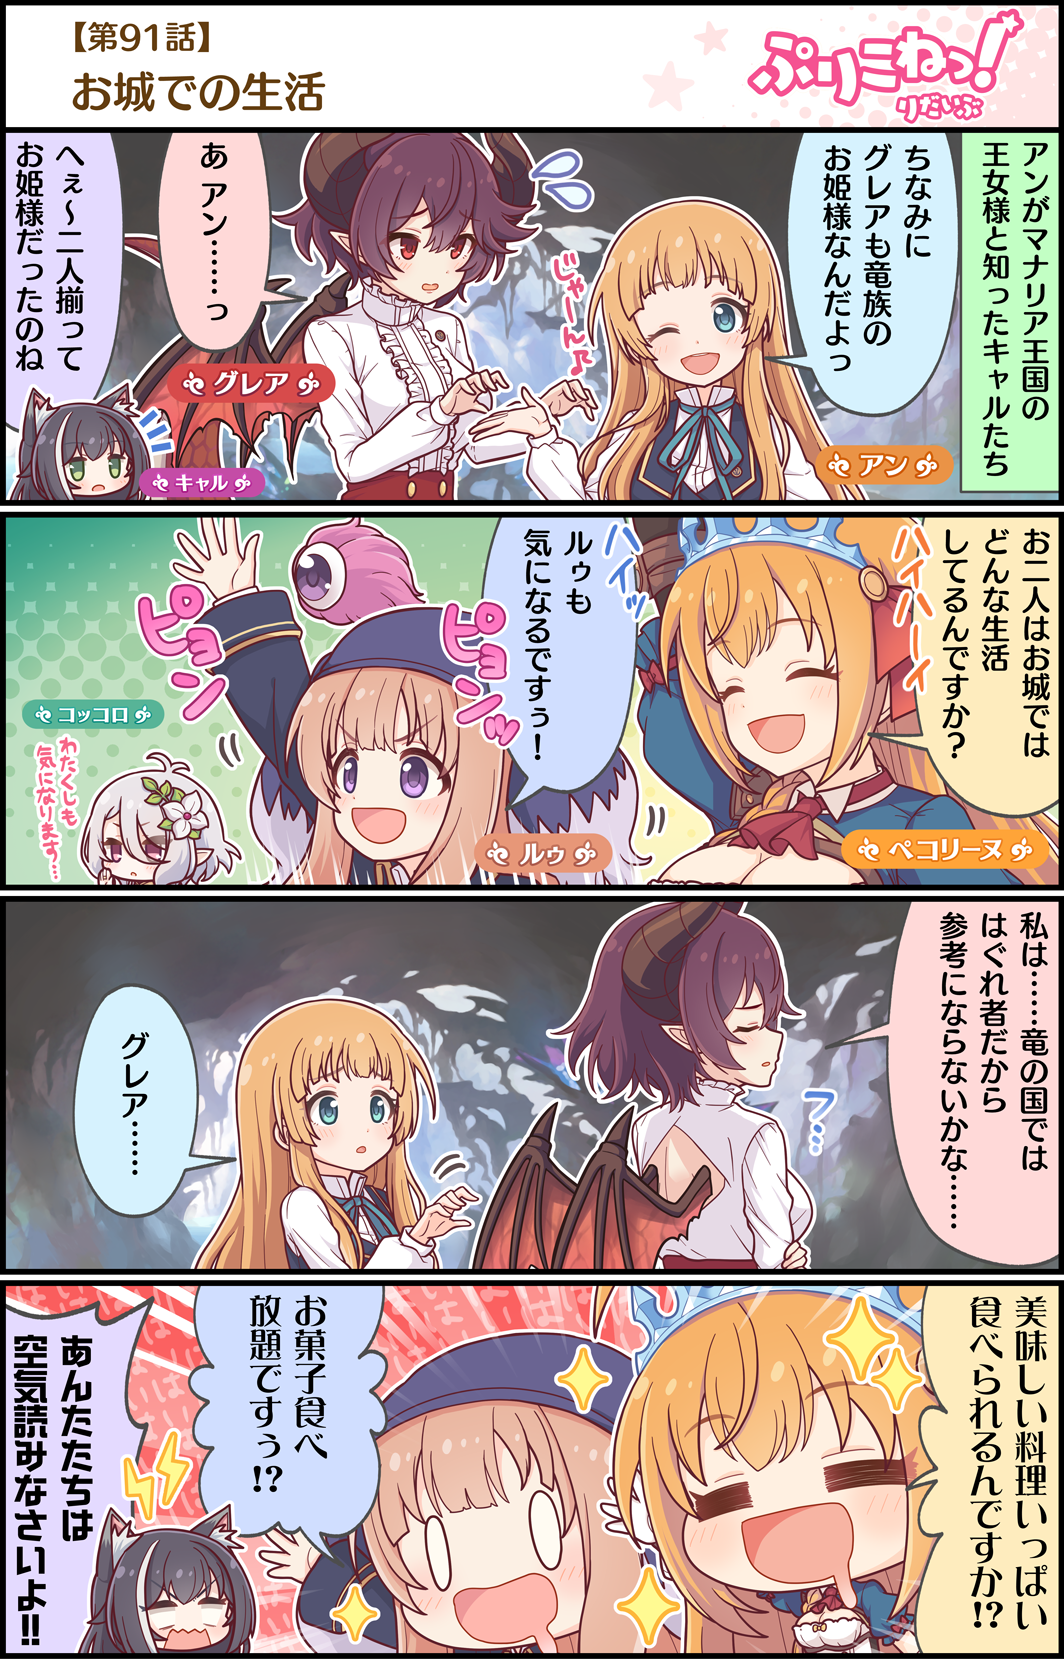 【第91話】
お城での生活
ぷりこねっ!
りだいぶ
アンがマナリア王国の
王女様と知ったキャルたち
ちなみに
グレアも竜族の
お姫様なんだよっ
じゃーん♪
アン
あ アン……っ
グレア
へぇ～二人揃って
お姫様だったのね
キャル
お二人はお城では
どんな生活
してるんですか?
ハイハーイ
ハイッ
ペコリーヌ
ルゥも
気になるですぅ!
ピョンッ
ピョン
ルゥ
コッコロ
わたくしも
気になります…
私は……竜の国では
はぐれ者だから
参考にならないかな……
フ…
グレア……
美味しい料理いっぱい
食べられるんですか!?
お菓子食べ
放題ですぅ!?
あんたたちは
空気読みなさいよ!!